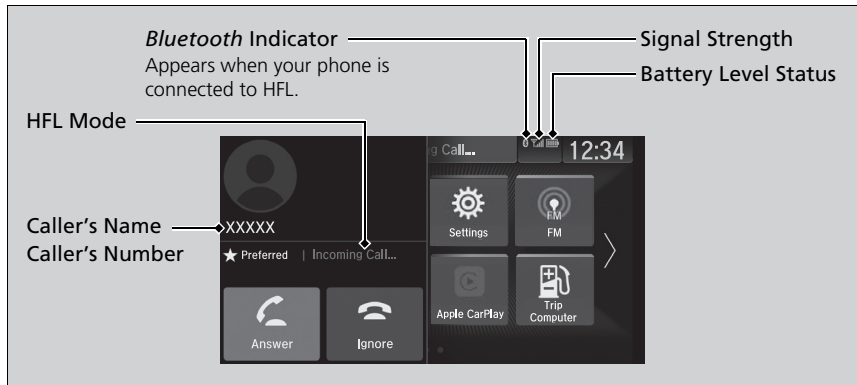 Bluetooth Indicator
Appears when your phone is
connected to HFL.
Signal Strength
Battery Level Status
HFL Mode
Caller's Name
Caller's Number
g Call...
12:34
XXXXX
★ Preferred | Incoming Call...
Answer
Ignore
Settings
FM
FM
Apple CarPlay
Trip
Computer